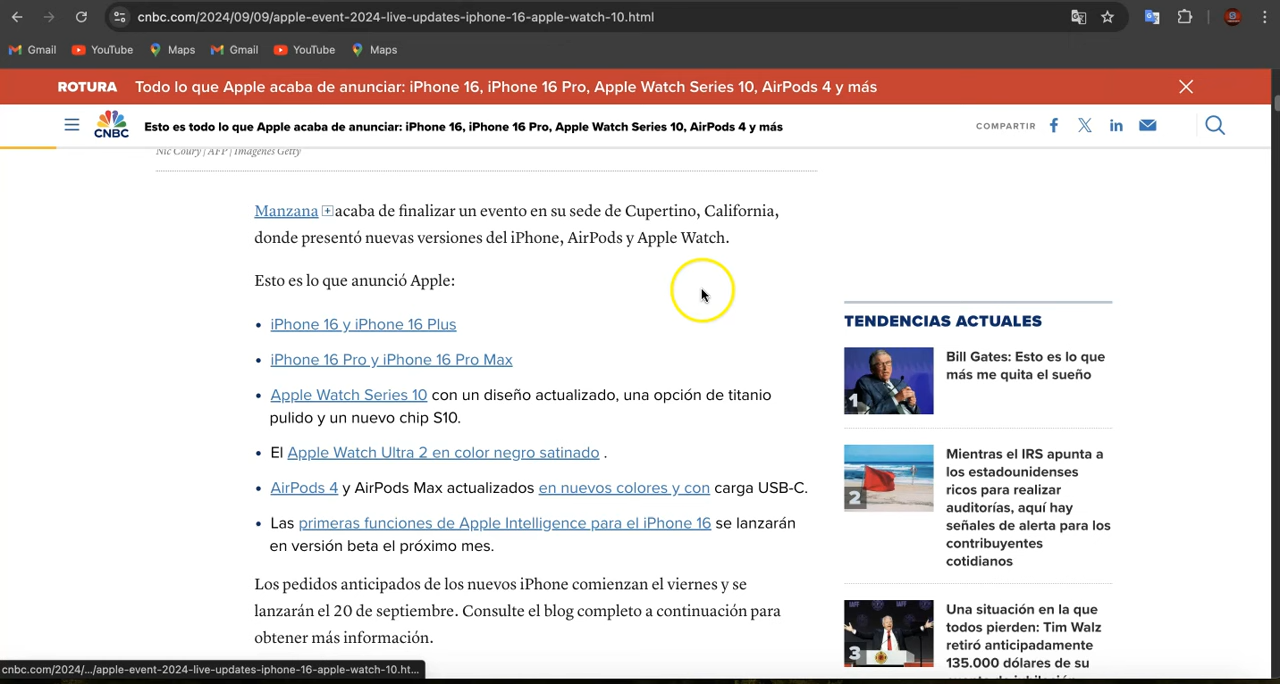 cnbc.com/2024/09/09/apple-event-2024-live-updates-iphone-16-apple-watch-10.html
Gmail YouTube Maps Gmail YouTube Maps
ROTURA Todo lo que Apple acaba de anunciar: iPhone 16, iPhone 16 Pro, Apple Watch Series 10, AirPods 4 y más
CNBC Esto es todo lo que Apple acaba de anunciar: iPhone 16, iPhone 16 Pro, Apple Watch Series 10, AirPods 4 y más COMPARTIR
Nic Coury | AFP | Imágenes Getty
Manzana acaba de finalizar un evento en su sede de Cupertino, California,
donde presentó nuevas versiones del iPhone, AirPods y Apple Watch.
Esto es lo que anunció Apple:
• iPhone 16 y iPhone 16 Plus
• iPhone 16 Pro y iPhone 16 Pro Max
• Apple Watch Series 10 con un diseño actualizado, una opción de titanio
pulido y un nuevo chip S10.
• El Apple Watch Ultra 2 en color negro satinado .
• AirPods 4 y AirPods Max actualizados en nuevos colores y con carga USB-C.
• Las primeras funciones de Apple Intelligence para el iPhone 16 se lanzarán
en versión beta el próximo mes.
Los pedidos anticipados de los nuevos iPhone comienzan el viernes y se
lanzarán el 20 de septiembre. Consulte el blog completo a continuación para
obtener más información.
TENDENCIAS ACTUALES
1
Bill Gates: Esto es lo que
más me quita el sueño
2
Mientras el IRS apunta a
los estadounidenses
ricos para realizar
auditorías, aquí hay
señales de alerta para los
contribuyentes
cotidianos
3
Una situación en la que
todos pierden: Tim Walz
retiró anticipadamente
135.000 dólares de su
cnbc.com/2024/.../apple-event-2024-live-updates-iphone-16-apple-watch-10.ht...